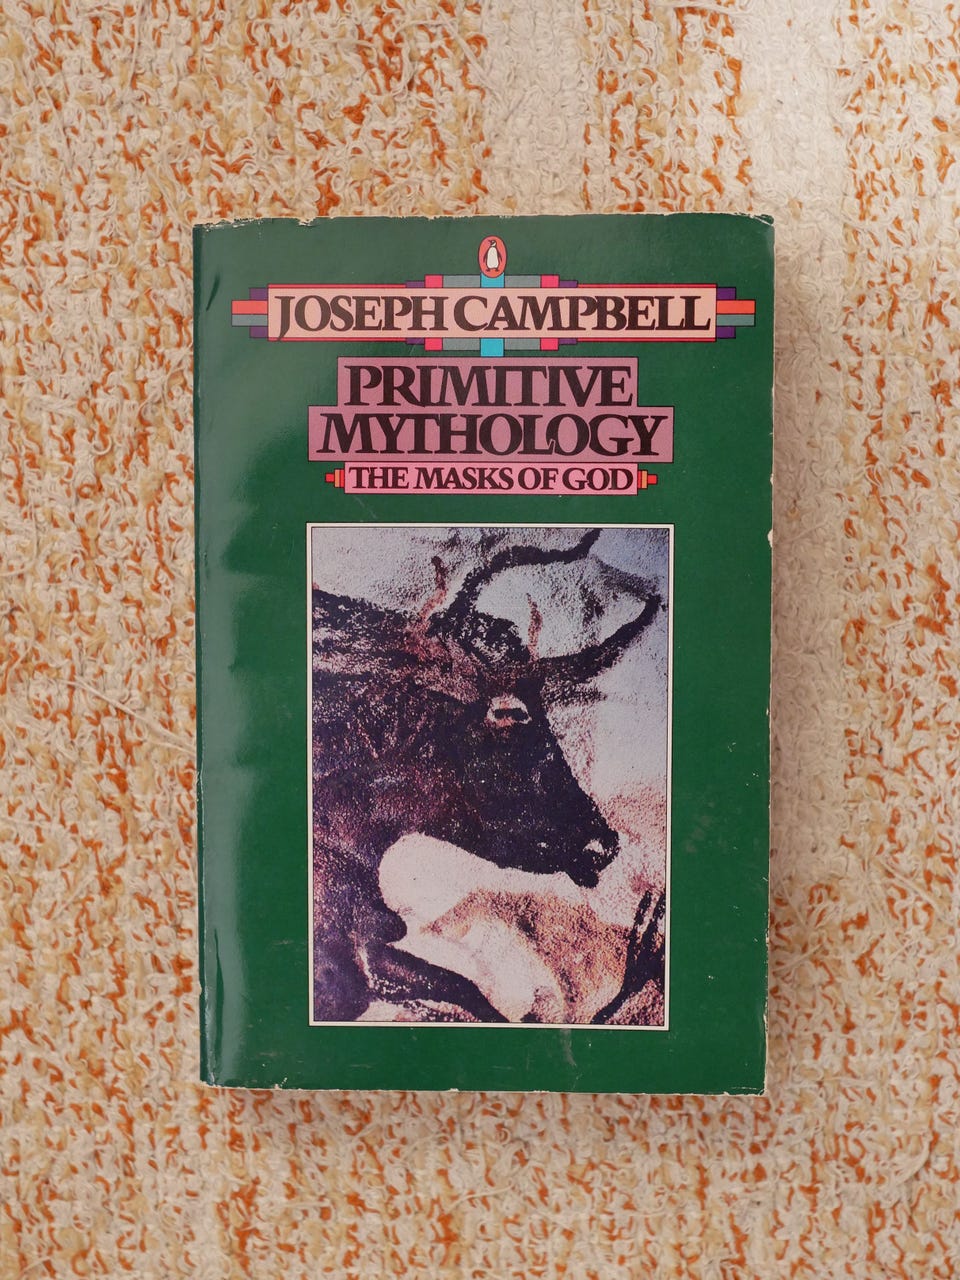 JOSEPH CAMPBELL
PRIMITIVE
MYTHOLOGY
THE MASKS OF GOD